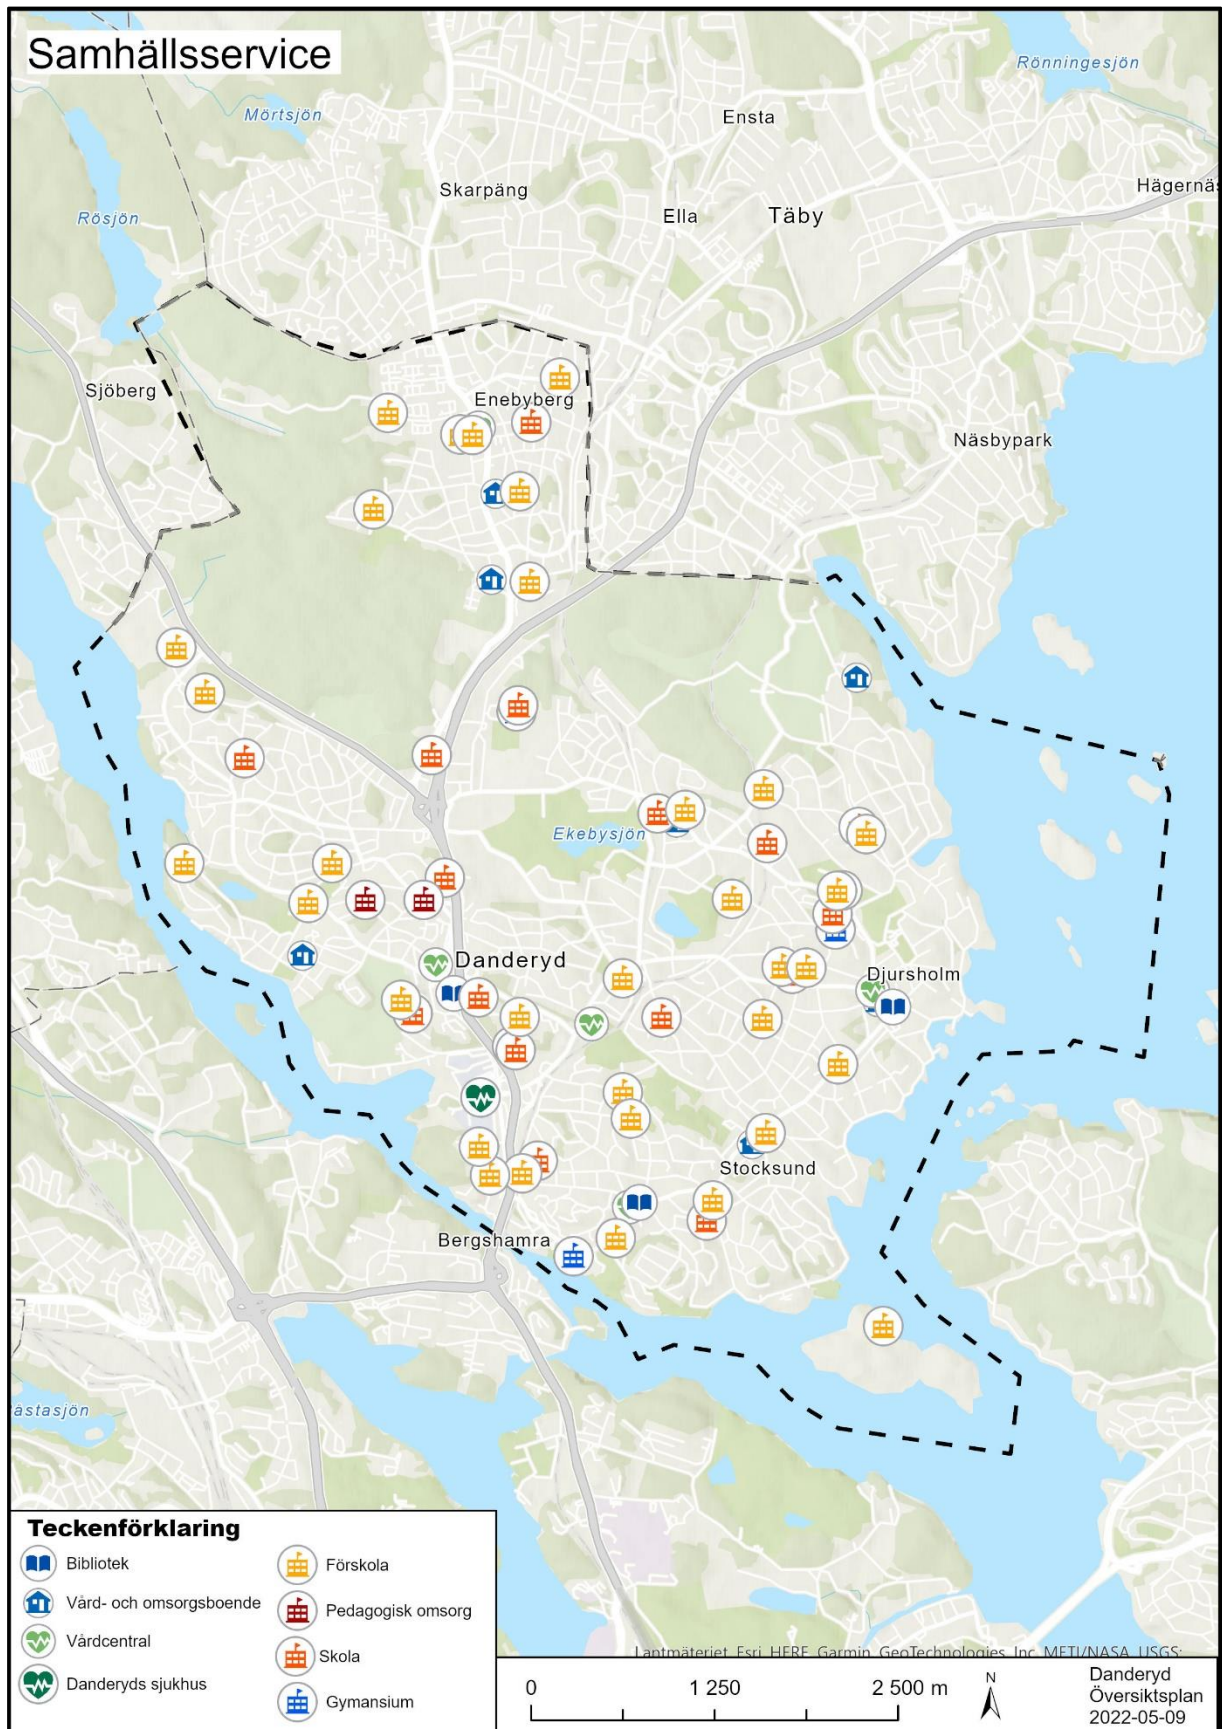 Samhällsservice
Rönningesjön
Mörtsjön
Ensta
Skarpäng
Hägernäs
Rösjön
Ella
Täby
Sjöberg
Enebyberg
Näsbypark
Ekebysjön
Danderyd
Djursholm
Stocksund
Bergshamra
åstasjön
Teckenförklaring
Bibliotek
Vård- och omsorgsboende
Vårdcentral
Danderyds sjukhus
Förskola
Pedagogisk omsorg
Skola
Gymansium
Lantmäteriet, Esri, HERE, Garmin, GeoTechnologies, Inc, METI/NASA, USGS;
0 1 250 2 500 m
N
Danderyd
Översiktsplan
2022-05-09